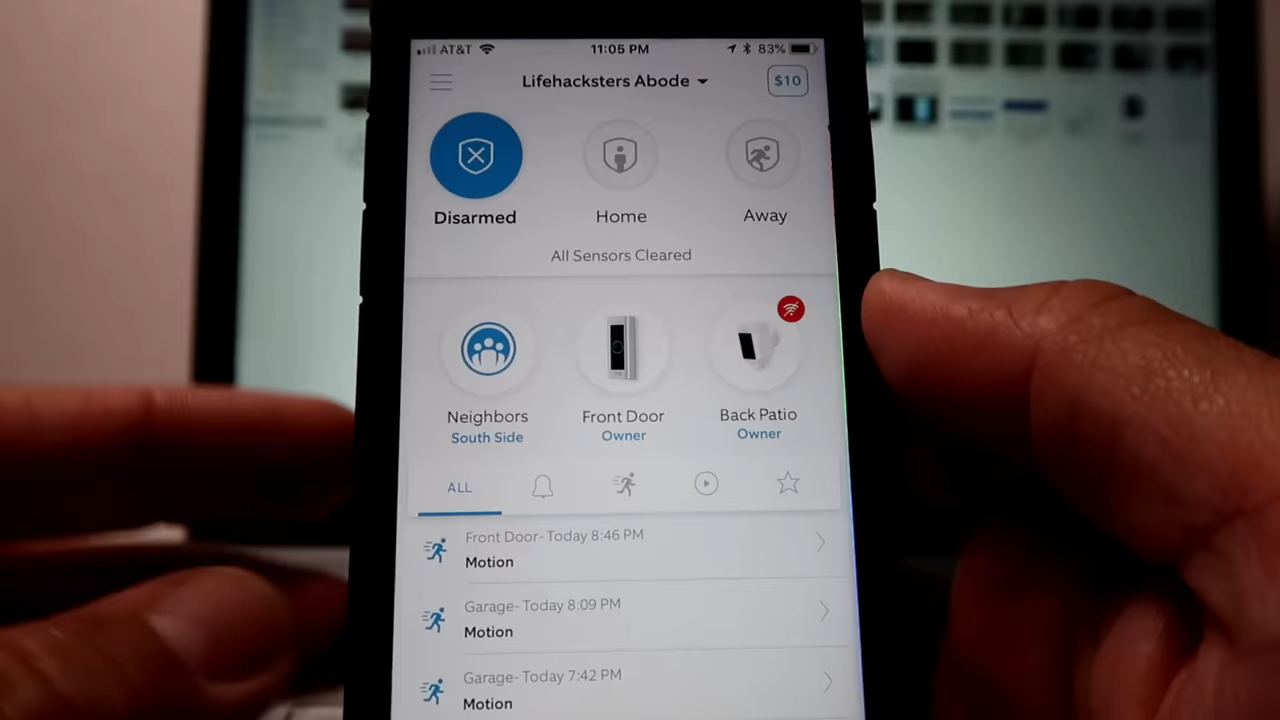 AT&T 11:05 PM 83%
Lifehacksters Abode $10
Disarmed Home Away
All Sensors Cleared
Neighbors Front Door Back Patio
South Side Owner Owner
ALL
Front Door- Today 8:46 PM
Motion
Garage- Today 8:09 PM
Motion
Garage- Today 7:42 PM
Motion